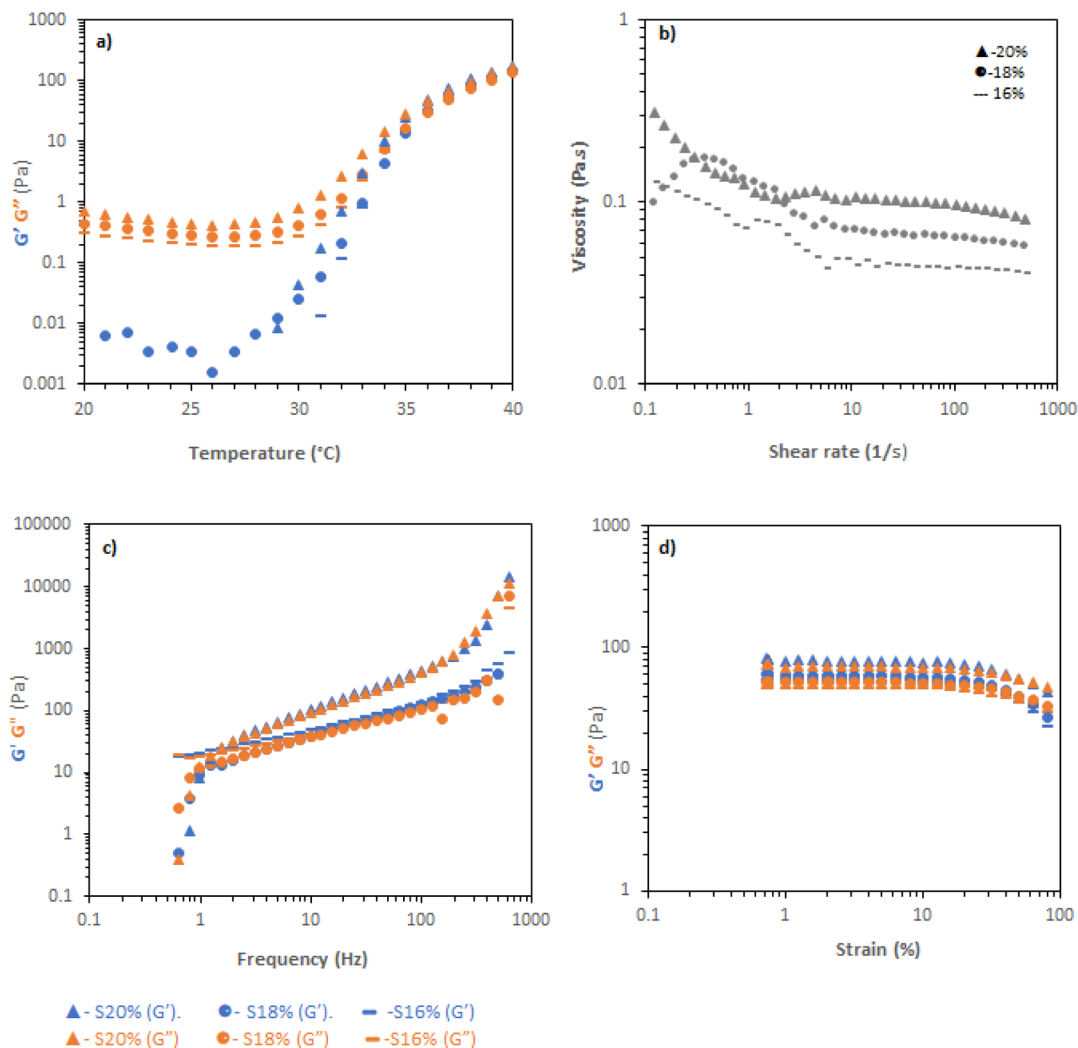 a)
1000
100
10
1
0.1
0.01
0.001
G′ G″ (Pa)
20 25 30 35 40
Temperature (°C)
b)
▲-20%
●-18%
--- 16%
1
0.1
0.01
Viscosity (Pa.s)
0.1 1 10 100 1000
Shear rate (1/s)
c)
100000
10000
1000
100
10
1
0.1
G' G" (Pa)
0.1 1 10 100 1000
Frequency (Hz)
d)
1000
100
10
1
G′ G″ (Pa)
0.1 1 10 100
Strain (%)
▲- S20% (G′). ●- S18% (G′). – -S16% (G′)
▲- S20% (G″) ●- S18% (G″) —-S16% (G″)